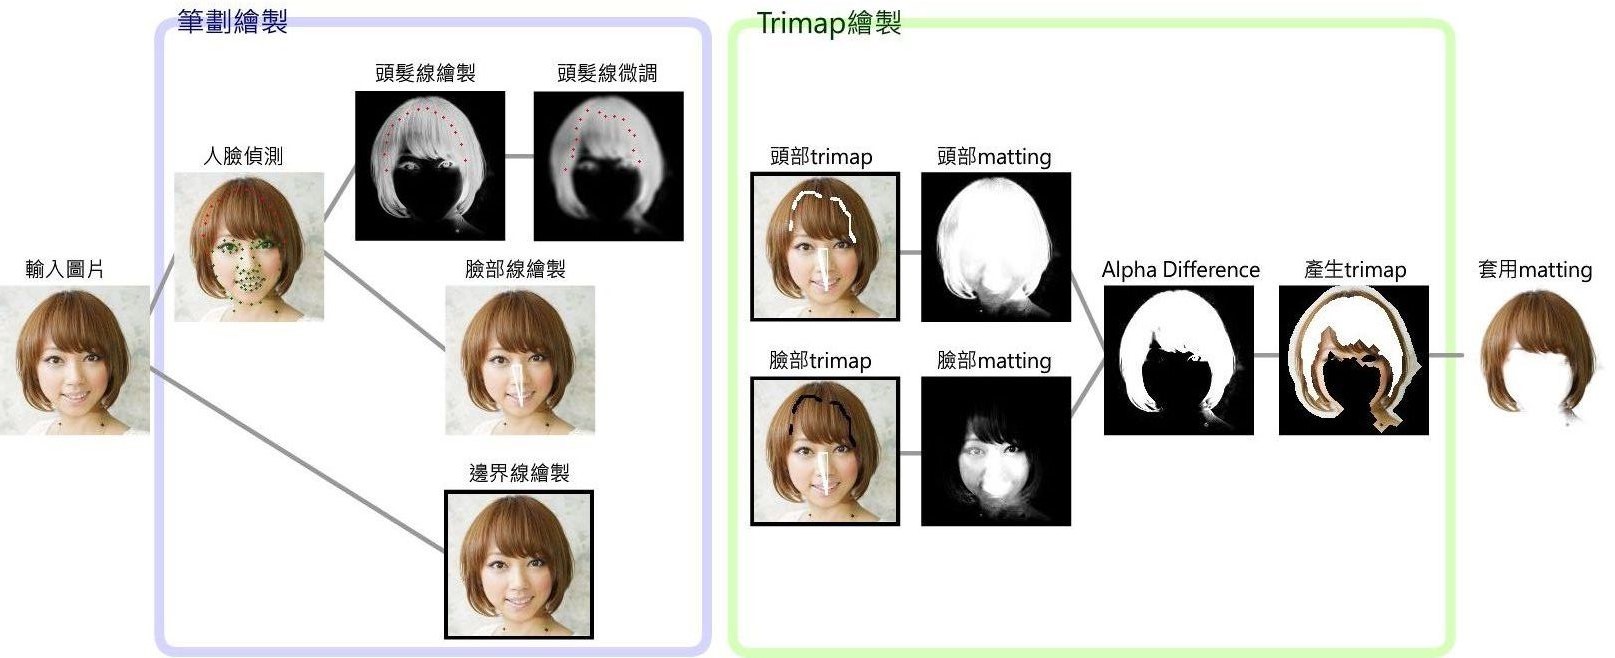 筆劃繪製
Trimap繪製
頭髮線繪製
頭髮線微調
人臉偵測
頭部trimap
頭部matting
輸入圖片
臉部線繪製
Alpha Difference
產生trimap
套用matting
臉部trimap
臉部matting
邊界線繪製